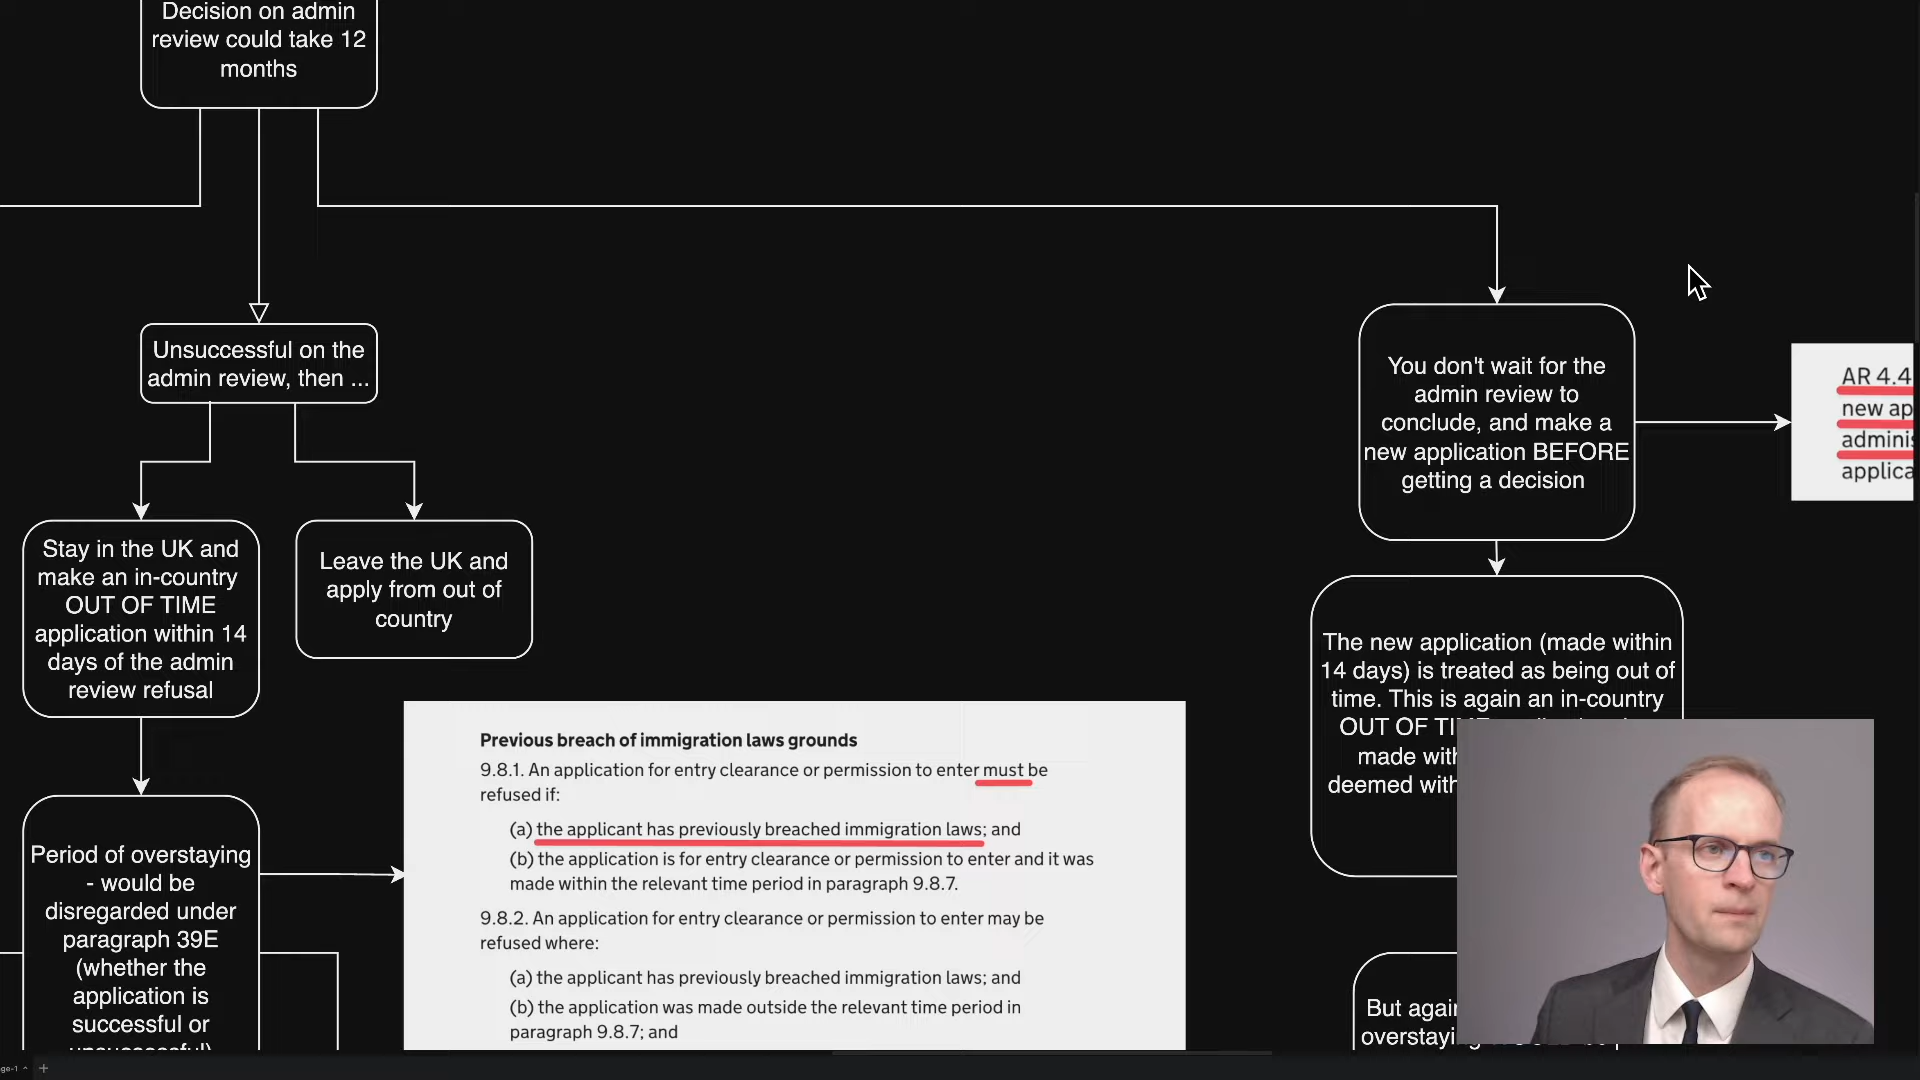 Decision on admin
review could take 12
months
Unsuccessful on the
admin review, then ...
Stay in the UK and
make an in-country
OUT OF TIME
application within 14
days of the admin
review refusal
Leave the UK and
apply from out of
country
Period of overstaying
- would be
disregarded under
paragraph 39E
(whether the
application is
successful or
unsuccessful)
Previous breach of immigration laws grounds
9.8.1. An application for entry clearance or permission to enter must be
refused if:
(a) the applicant has previously breached immigration laws; and
(b) the application is for entry clearance or permission to enter and it was
made within the relevant time period in paragraph 9.8.7.
9.8.2. An application for entry clearance or permission to enter may be
refused where:
(a) the applicant has previously breached immigration laws; and
(b) the application was made outside the relevant time period in
paragraph 9.8.7; and
You don't wait for the
admin review to
conclude, and make a
new application BEFORE
getting a decision
AR 4.4
new ap
adminis
applica
The new application (made within
14 days) is treated as being out of
time. This is again an in-country
OUT OF TI
made with
deemed with
But again
overstaying
ge-1